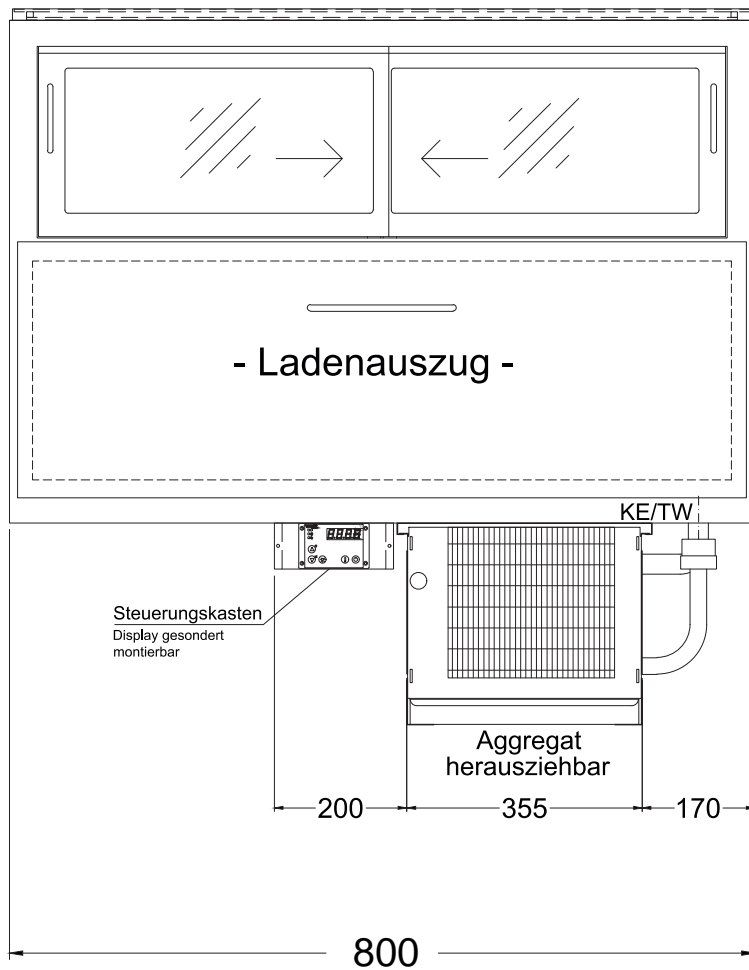 - Ladenauszug -
KE/TW
Steuerungskasten
Display gesondert
montierbar
Aggregat
herausziehbar
200
355
170
800